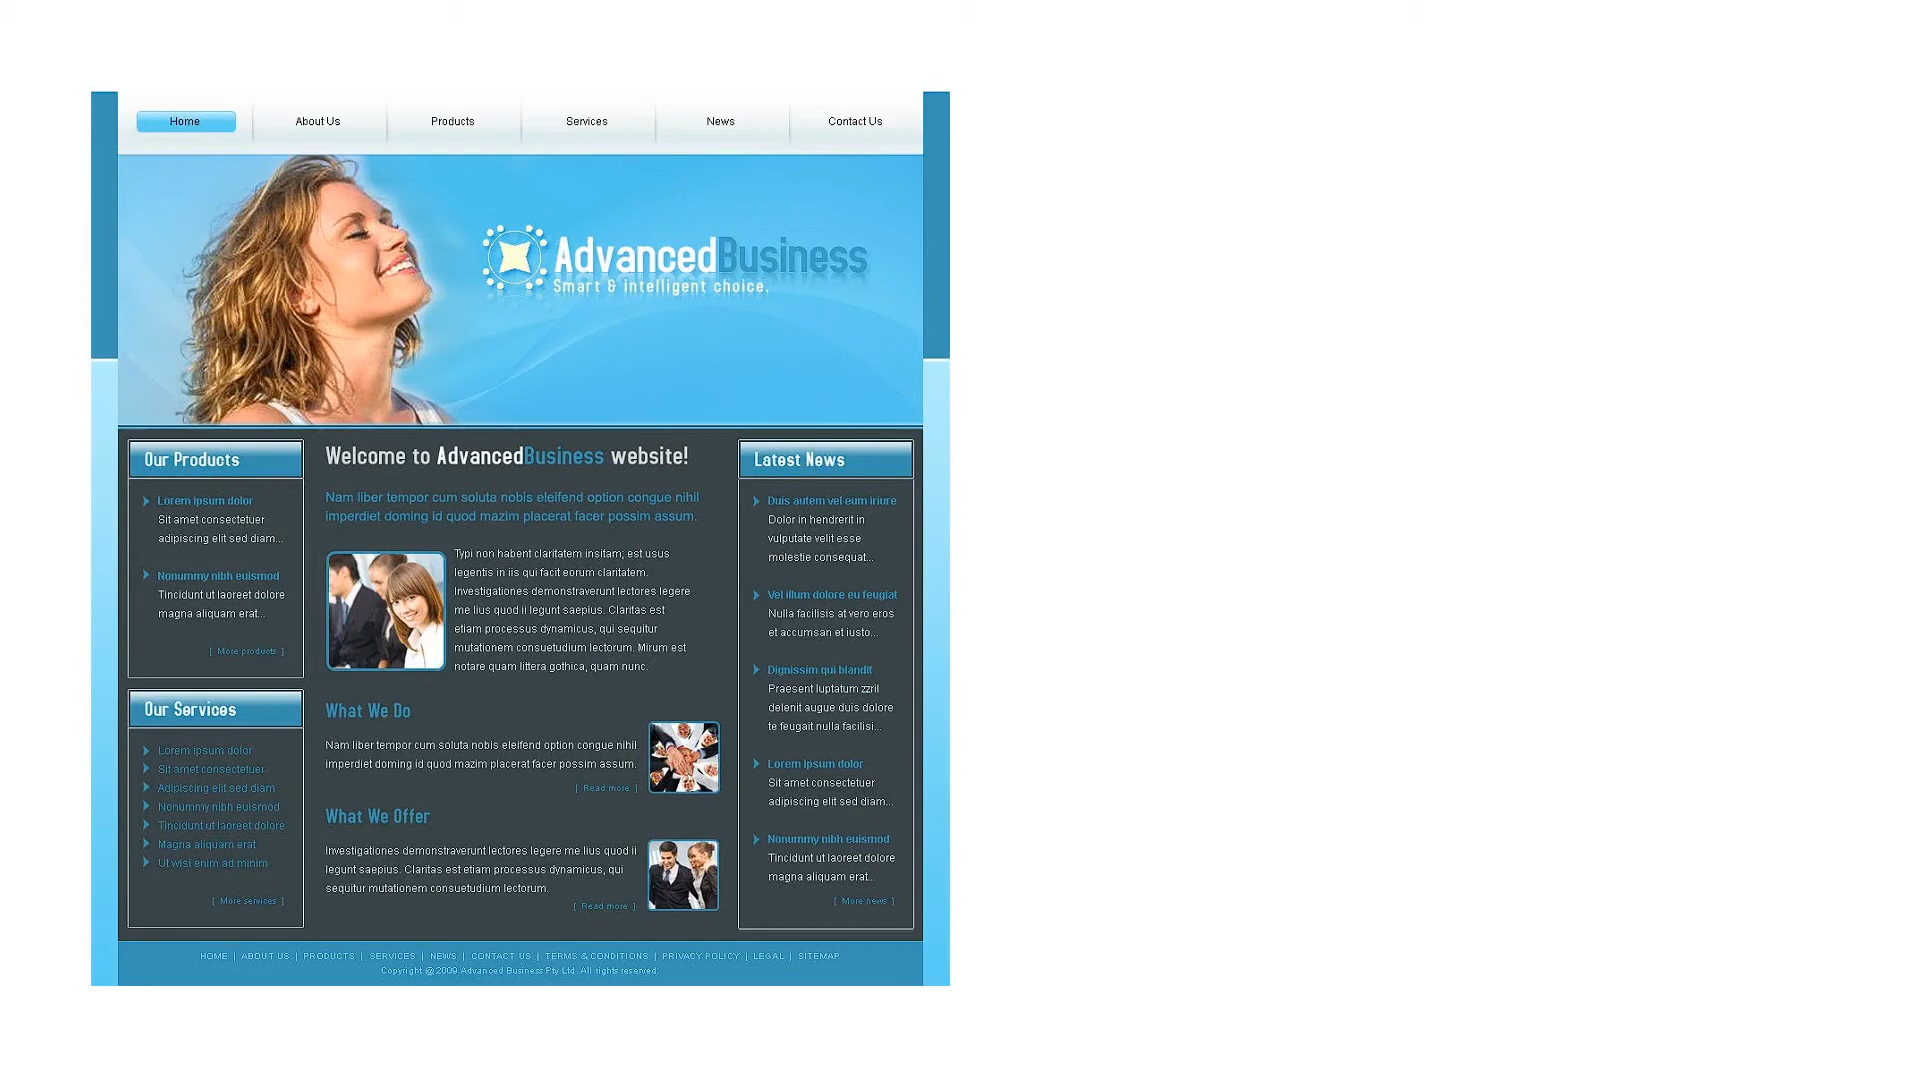 Home
About Us
Products
Services
News
Contact Us
AdvancedBusiness
Smart & intelligent choice.
Our Products
Lorem ipsum dolor
Sit amet consectetuer
adipiscing elit sed diam...
Nonummy nibh euismod
Tincidunt ut laoreet dolore
magna aliquam erat...
[ More products ]
Our Services
Lorem ipsum dolor
Sit amet consectetuer
Adipiscing elit sed diam
Nonummy nibh euismod
Tincidunt ut laoreet dolore
Magna aliquam erat
Ut wisi enim ad minim
[ More services ]
Welcome to AdvancedBusiness website!
Nam liber tempor cum soluta nobis eleifend option congue nihil
imperdiet doming id quod mazim placerat facer possim assum.
Typi non habent claritatem insitam; est usus
legentis in iis qui facit eorum claritatem.
Investigationes demonstraverunt lectores legere
me lius quod ii legunt saepius. Claritas est
etiam processus dynamicus, qui sequitur
mutationem consuetudium lectorum. Mirum est
notare quam littera gothica, quam nunc.
What We Do
Nam liber tempor cum soluta nobis eleifend option congue nihil
imperdiet doming id quod mazim placerat facer possim assum.
[ Read more ]
What We Offer
Investigationes demonstraverunt lectores legere me lius quod ii
legunt saepius. Claritas est etiam processus dynamicus, qui
sequitur mutationem consuetudium lectorum.
[ Read more ]
Latest News
Duis autem vel eum iriure
Dolor in hendrerit in
vulputate velit esse
molestie consequat...
Vel illum dolore eu feugiat
Nulla facilisis at vero eros
et accumsan et iusto...
Dignissim qui blandit
Praesent luptatum zzril
delenit augue duis dolore
te feugait nulla facilisi...
Lorem ipsum dolor
Sit amet consectetuer
adipiscing elit sed diam...
Nonummy nibh euismod
Tincidunt ut laoreet dolore
magna aliquam erat...
[ More news ]
HOME | ABOUT US | PRODUCTS | SERVICES | NEWS | CONTACT US | TERMS & CONDITIONS | PRIVACY POLICY | LEGAL | SITEMAP
Copyright @ 2009 Advanced Business Pty Ltd. All rights reserved.